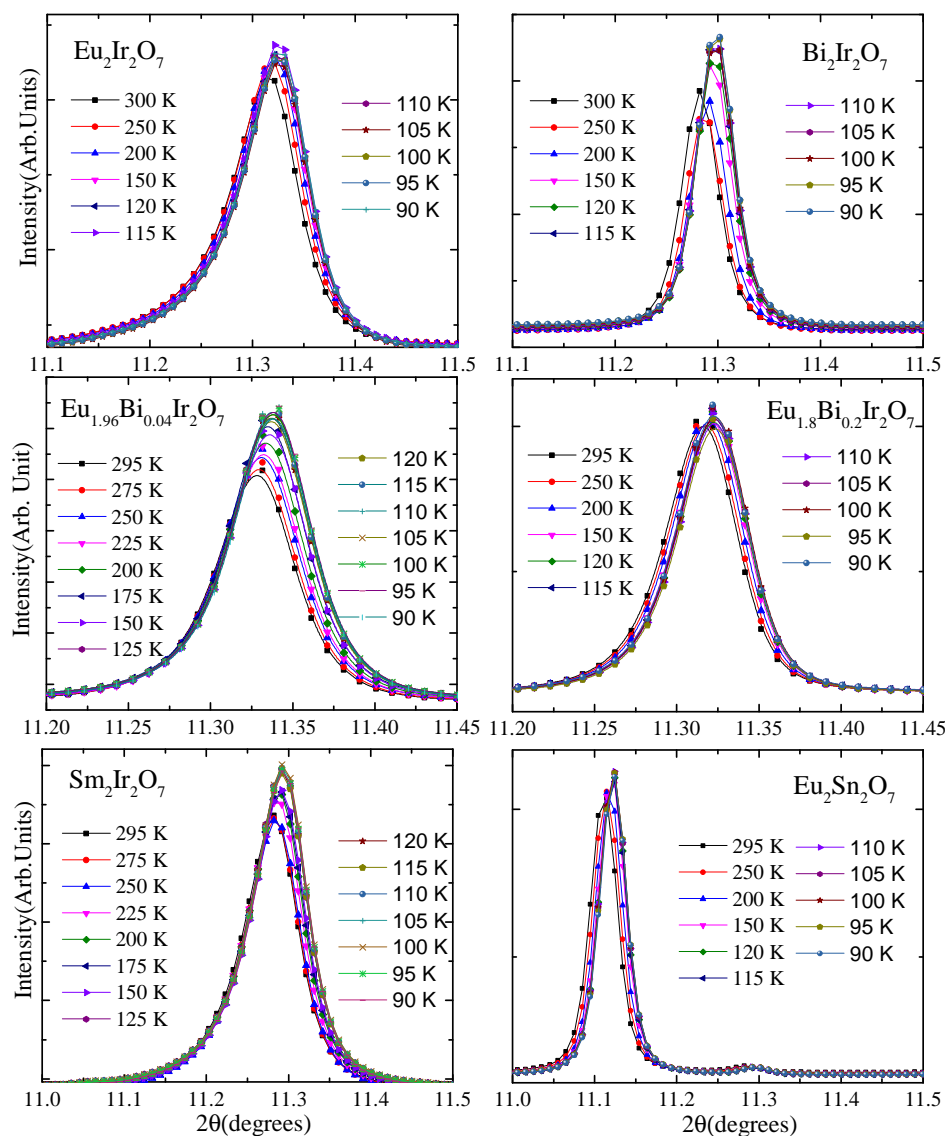 Eu2Ir2O7
300 K
250 K
200 K
150 K
120 K
115 K
110 K
105 K
100 K
95 K
90 K
Intensity(Arb.Units)
11.1 11.2 11.3 11.4 11.5
Bi2Ir2O7
300 K
250 K
200 K
150 K
120 K
115 K
110 K
105 K
100 K
95 K
90 K
11.1 11.2 11.3 11.4 11.5
Eu1.96Bi0.04Ir2O7
295 K
275 K
250 K
225 K
200 K
175 K
150 K
125 K
120 K
115 K
110 K
105 K
100 K
95 K
90 K
Intensity(Arb. Unit)
11.20 11.25 11.30 11.35 11.40 11.45
Eu1.8Bi0.2Ir2O7
295 K
250 K
200 K
150 K
120 K
115 K
110 K
105 K
100 K
95 K
90 K
11.20 11.25 11.30 11.35 11.40 11.45
Sm2Ir2O7
295 K
275 K
250 K
225 K
200 K
175 K
150 K
125 K
120 K
115 K
110 K
105 K
100 K
95 K
90 K
Intensity(Arb.Units)
11.0 11.1 11.2 11.3 11.4 11.5
2θ(degrees)
Eu2Sn2O7
295 K
250 K
200 K
150 K
120 K
115 K
110 K
105 K
100 K
95 K
90 K
11.0 11.1 11.2 11.3 11.4 11.5
2θ(degrees)